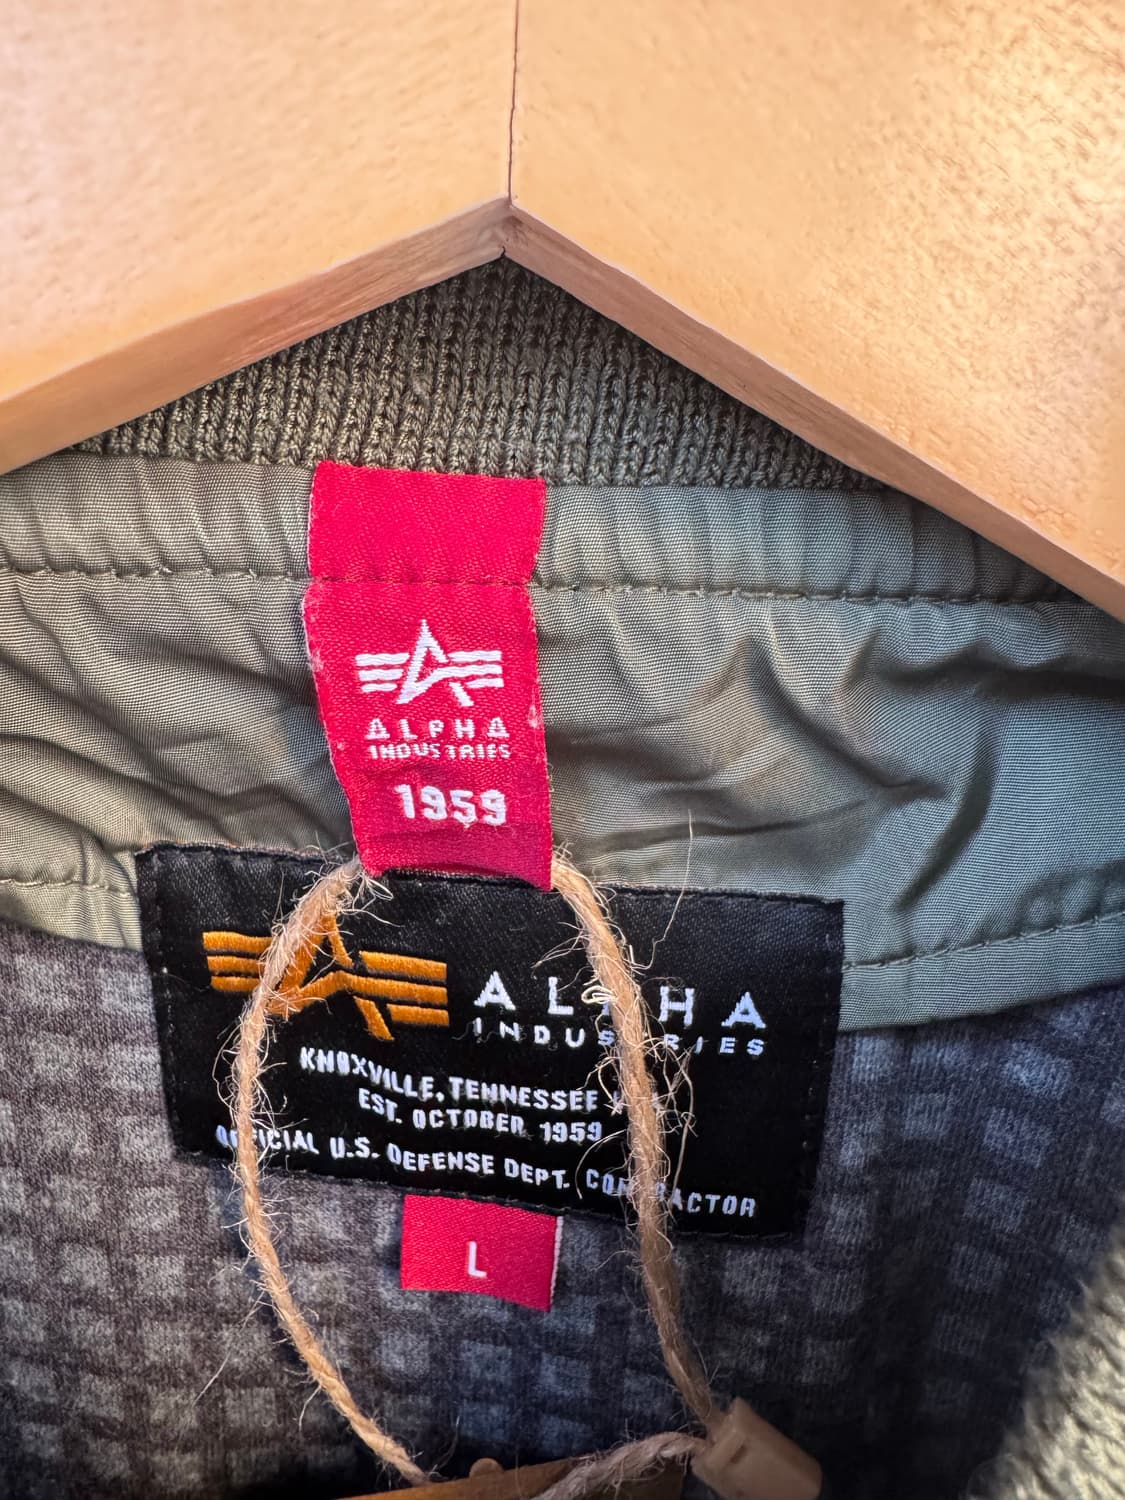 ALPHA
INDUSTRIES
1959
ALPHA
INDUSTRIES
KNOXVILLE, TENNESSEE
EST. OCTOBER 1959
OFFICIAL U.S. DEFENSE DEPT. CONTRACTOR
L